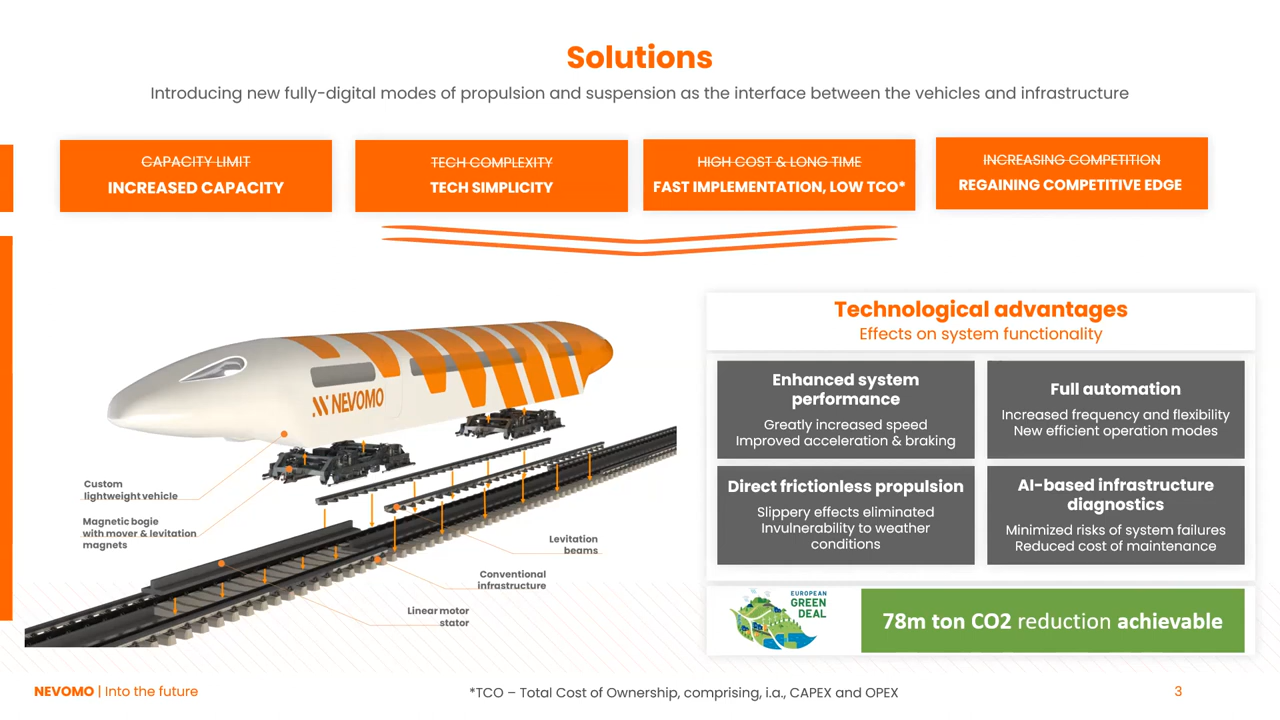 Solutions
Introducing new fully-digital modes of propulsion and suspension as the interface between the vehicles and infrastructure
CAPACITY LIMIT
INCREASED CAPACITY
TECH COMPLEXITY
TECH SIMPLICITY
HIGH COST & LONG TIME
FAST IMPLEMENTATION, LOW TCO*
INCREASING COMPETITION
REGAINING COMPETITIVE EDGE
NEVOMO
Custom
lightweight vehicle
Magnetic bogie
with mover & levitation
magnets
Levitation
beams
Conventional
infrastructure
Linear motor
stator
Technological advantages
Effects on system functionality
Enhanced system
performance
Greatly increased speed
Improved acceleration & braking
Full automation
Increased frequency and flexibility
New efficient operation modes
Direct frictionless propulsion
Slippery effects eliminated
Invulnerability to weather
conditions
AI-based infrastructure
diagnostics
Minimized risks of system failures
Reduced cost of maintenance
EUROPEAN
GREEN
DEAL
78m ton CO2 reduction achievable
NEVOMO | Into the future
*TCO – Total Cost of Ownership, comprising, i.a., CAPEX and OPEX
3